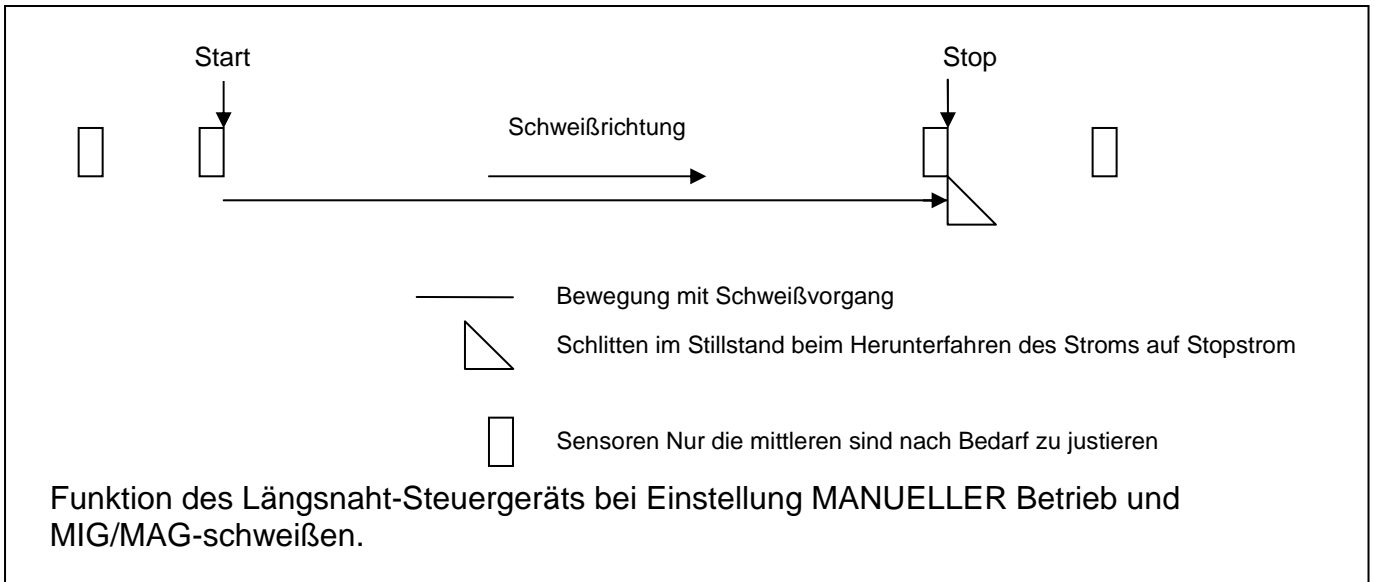 Start
Stop
Schweißrichtung
Bewegung mit Schweißvorgang
Schlitten im Stillstand beim Herunterfahren des Stroms auf Stopstrom
Sensoren Nur die mittleren sind nach Bedarf zu justieren
Funktion des Längsnaht-Steuergeräts bei Einstellung MANUELLER Betrieb und
MIG/MAG-schweißen.